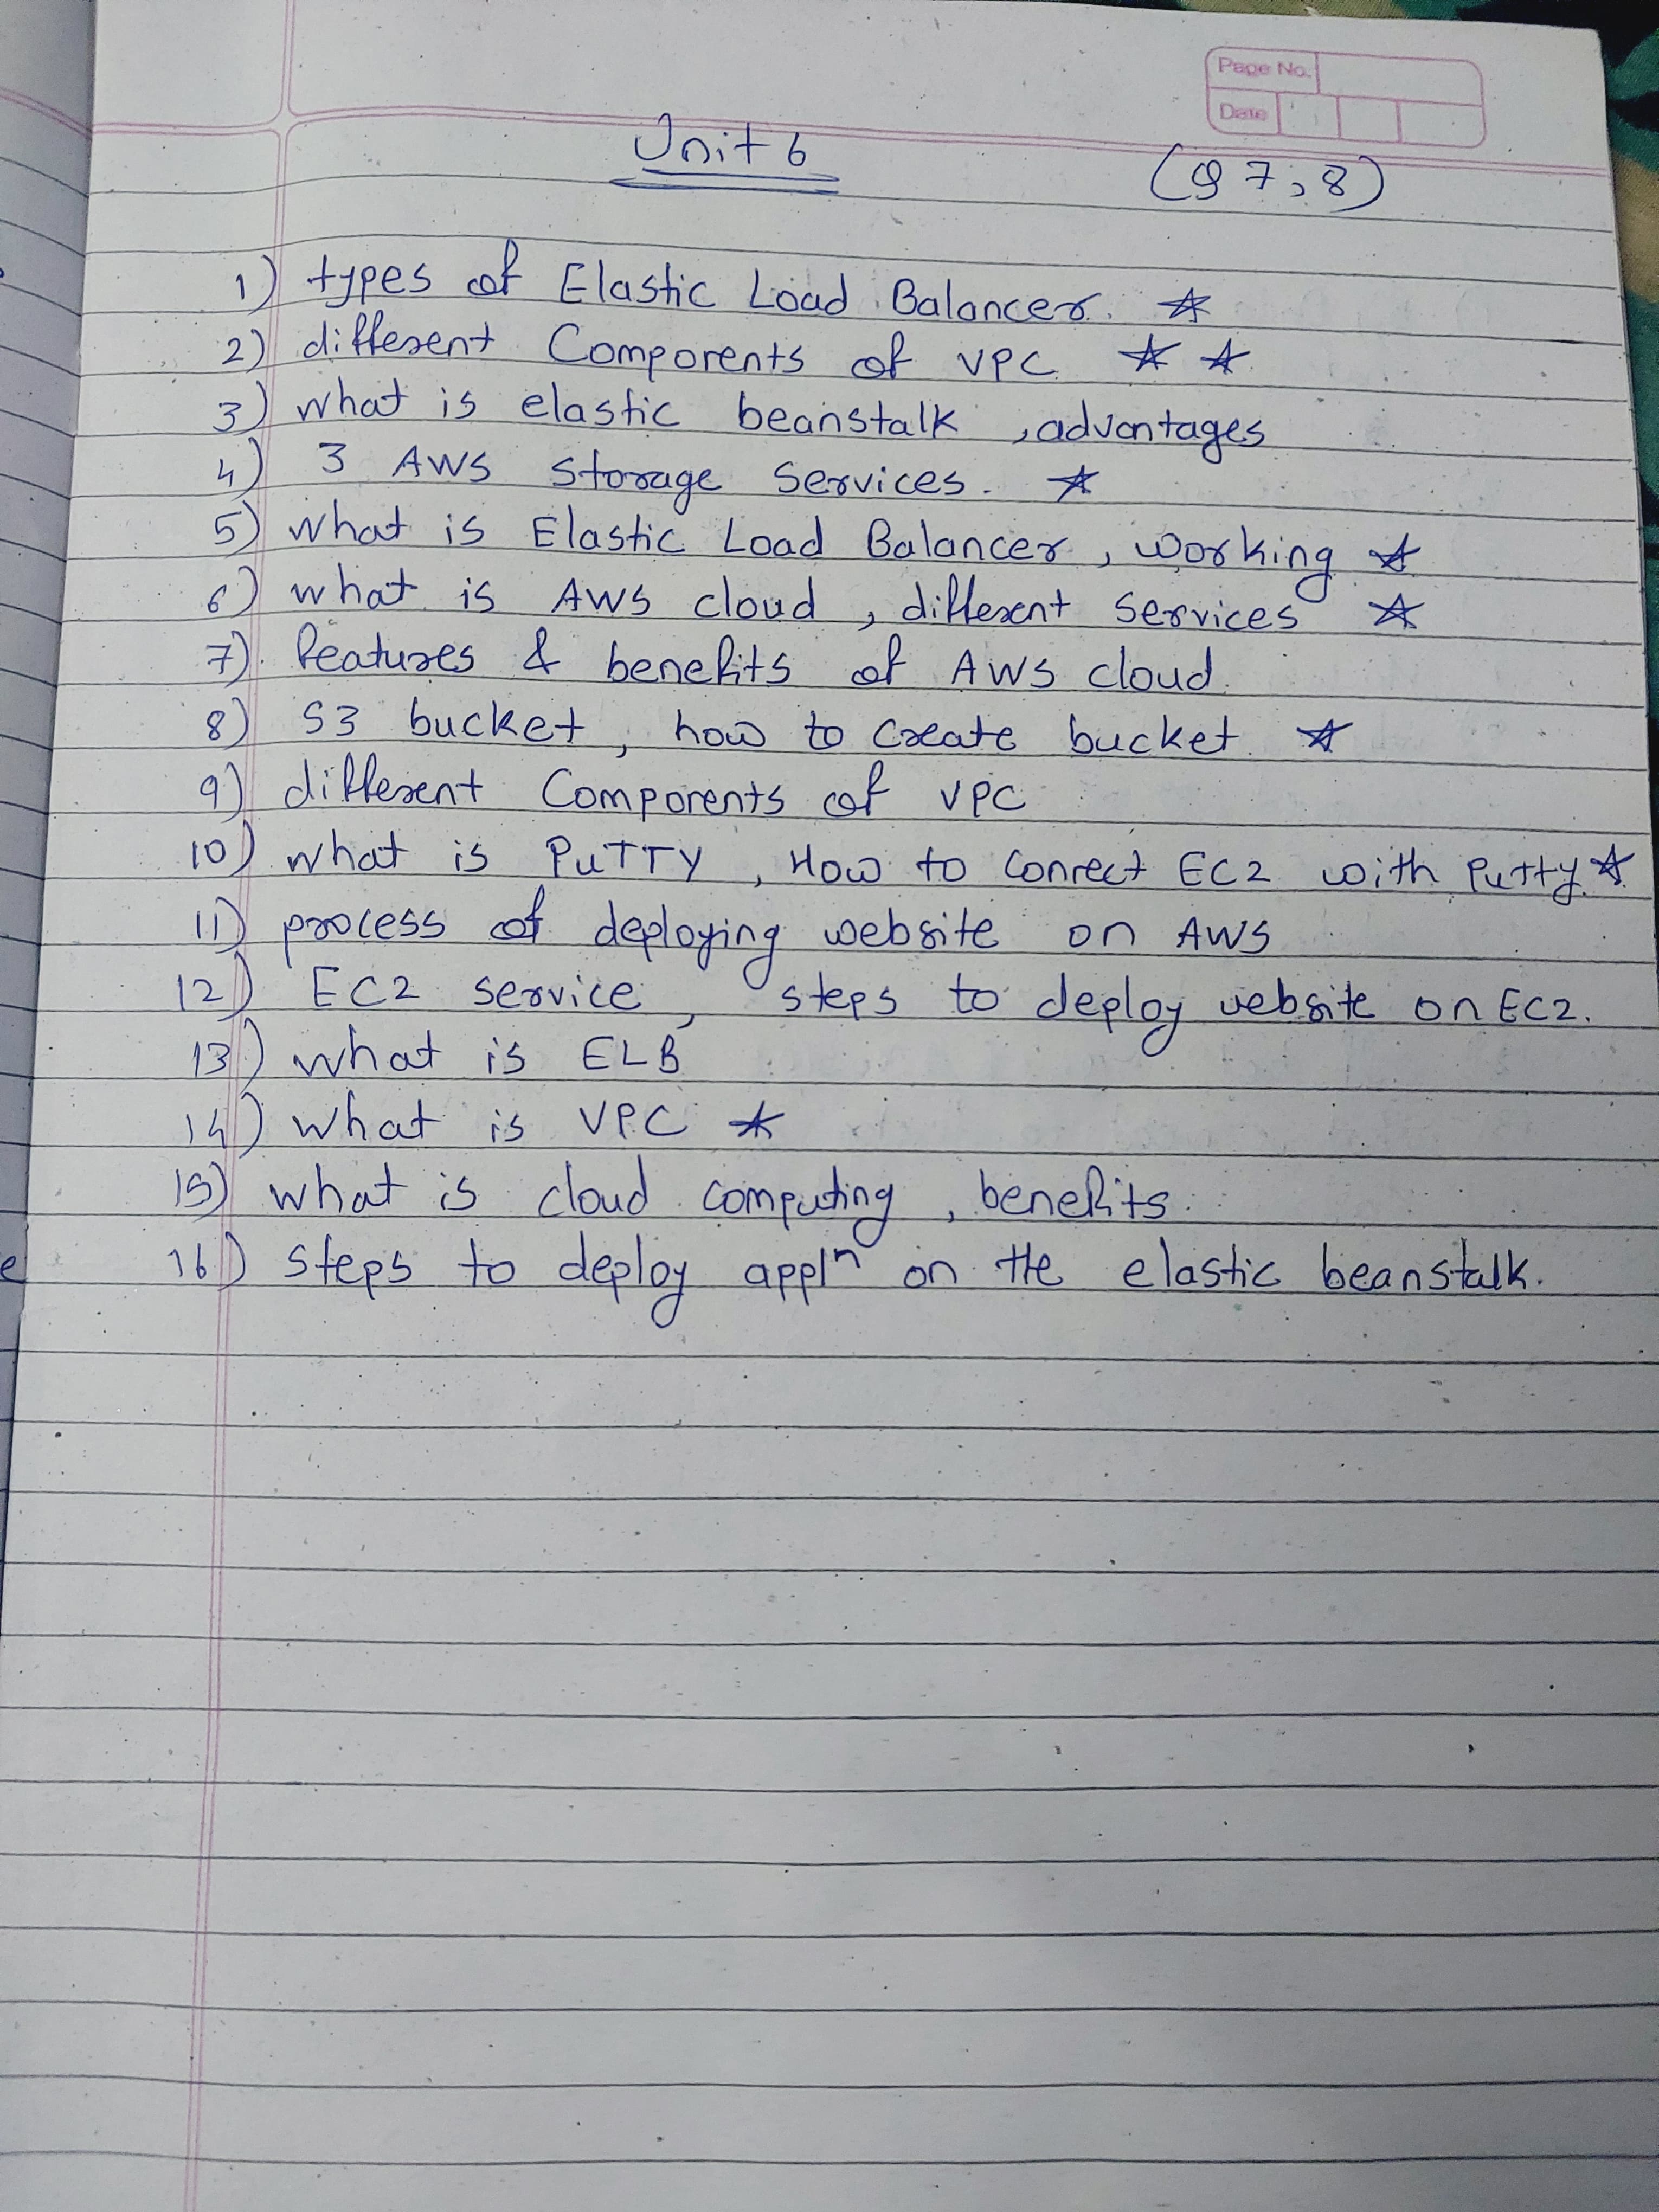 Page No.
Date
Unit 6
(Q 7, 8)
1) types of Elastic Load Balancer. ☆
2) different Components of VPC ☆ ☆
3) what is elastic beanstalk, advantages
4) 3 AWS Storage Services. ☆
5) what is Elastic Load Balancer, working ☆
6) what is AWS cloud, different services ☆
7) features & benefits of AWS cloud.
8) S3 bucket, how to create bucket. ☆
9) different Components of VPC
10) what is PuTTY, How to connect EC2 with Putty ☆
11) process of deploying website on AWS
12) EC2 service, steps to deploy website on EC2.
13) what is ELB
14) what is VPC ☆
15) what is cloud computing, benefits.
16) steps to deploy applⁿ on the elastic beanstalk.
e